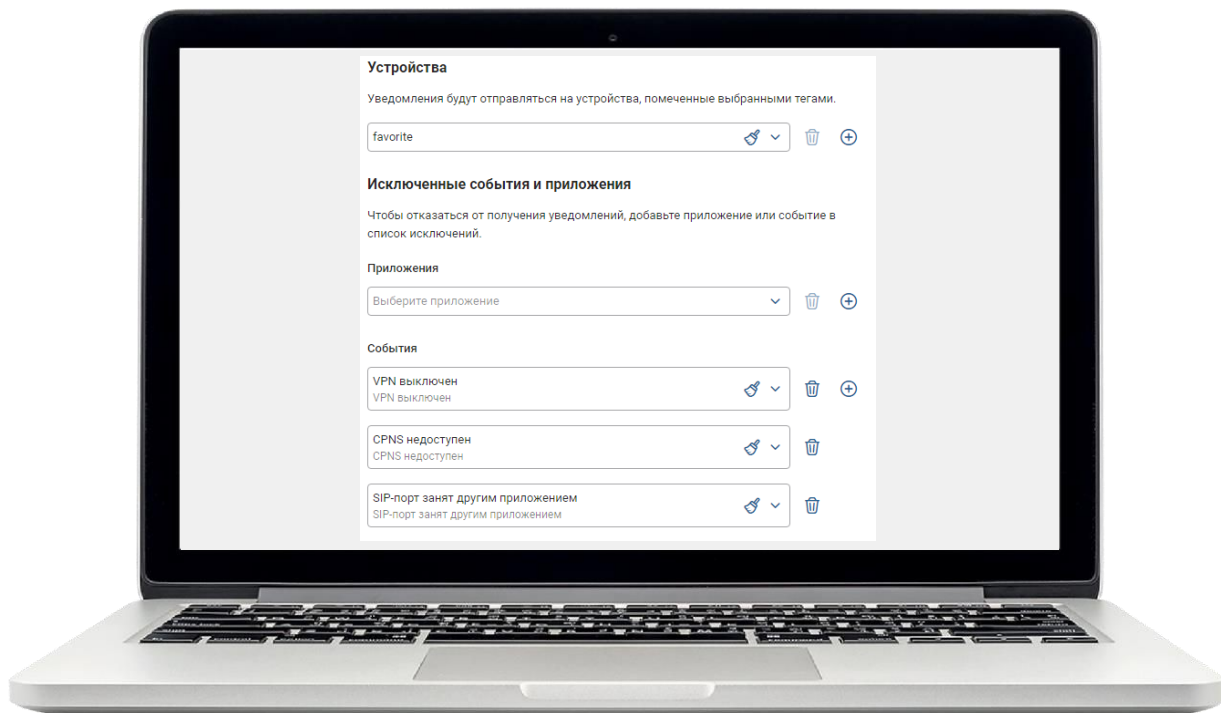 Устройства
Уведомления будут отправляться на устройства, помеченные выбранными тегами.
favorite
Исключенные события и приложения
Чтобы отказаться от получения уведомлений, добавьте приложение или событие в
список исключений.
Приложения
Выберите приложение
События
VPN выключен
VPN выключен
CPNS недоступен
CPNS недоступен
SIP-порт занят другим приложением
SIP-порт занят другим приложением